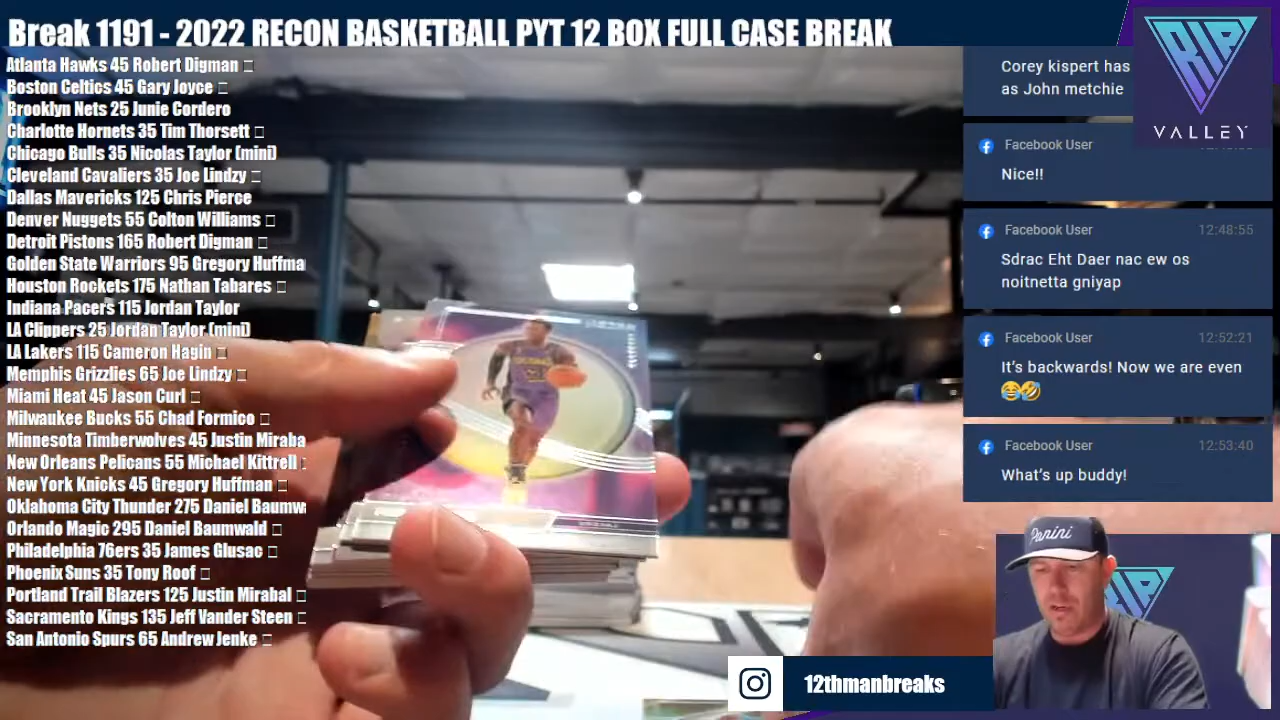 Break 1191 - 2022 RECON BASKETBALL PYT 12 BOX FULL CASE BREAK
Atlanta Hawks 45 Robert Digman
Boston Celtics 45 Gary Joyce
Brooklyn Nets 25 Junie Cordero
Charlotte Hornets 35 Tim Thorsett
Chicago Bulls 35 Nicolas Taylor (mini)
Cleveland Cavaliers 35 Joe Lindzy
Dallas Mavericks 125 Chris Pierce
Denver Nuggets 55 Colton Williams
Detroit Pistons 165 Robert Digman
Golden State Warriors 95 Gregory Huffma
Houston Rockets 175 Nathan Tabares
Indiana Pacers 115 Jordan Taylor
LA Clippers 25 Jordan Taylor (mini)
LA Lakers 115 Cameron Hagin
Memphis Grizzlies 65 Joe Lindzy
Miami Heat 45 Jason Curl
Milwaukee Bucks 55 Chad Formico
Minnesota Timberwolves 45 Justin Miraba
New Orleans Pelicans 55 Michael Kittrell
New York Knicks 45 Gregory Huffman
Oklahoma City Thunder 275 Daniel Baumw
Orlando Magic 295 Daniel Baumwald
Philadelphia 76ers 35 James Glusac
Phoenix Suns 35 Tony Roof
Portland Trail Blazers 125 Justin Mirabal
Sacramento Kings 135 Jeff Vander Steen
San Antonio Spurs 65 Andrew Jenke
Corey kispert has
as John metchie
RIP
VALLEY
Facebook User
Nice!!
Facebook User 12:48:55
Sdrac Eht Daer nac ew os
noitnetta gniyap
Facebook User 12:52:21
It's backwards! Now we are even
😂🤣
Facebook User 12:53:40
What's up buddy!
Panini
RIP
12thmanbreaks